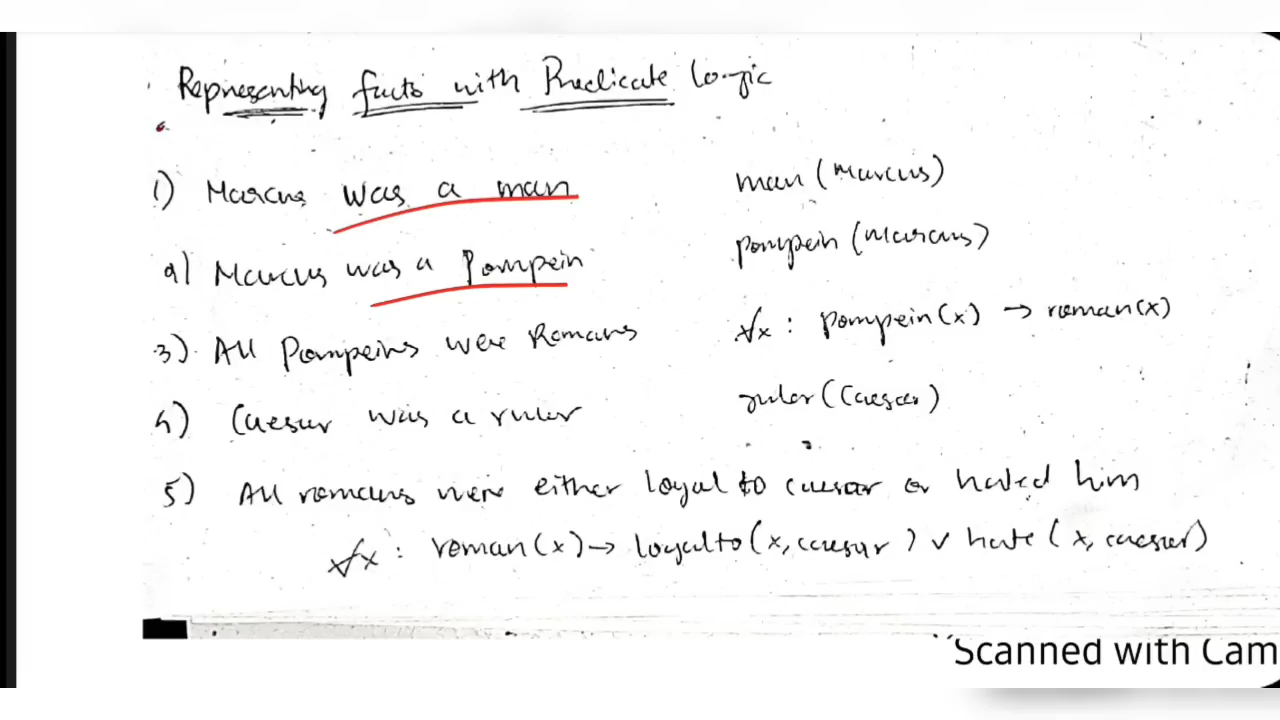 Representing facts with Predicate Logic
1) Marcus was a man man (Marcus)
2) Marcus was a Pompein pompein (Marcus)
3) All Pompeins were Romans ∀x : pompein(x) → roman(x)
4) Caesar was a ruler ruler (Caesar)
5) All romans were either loyal to caesar or hated him
∀x : roman(x) → loyalto(x, caesar) ∨ hate (x, caesar)
Scanned with Cam